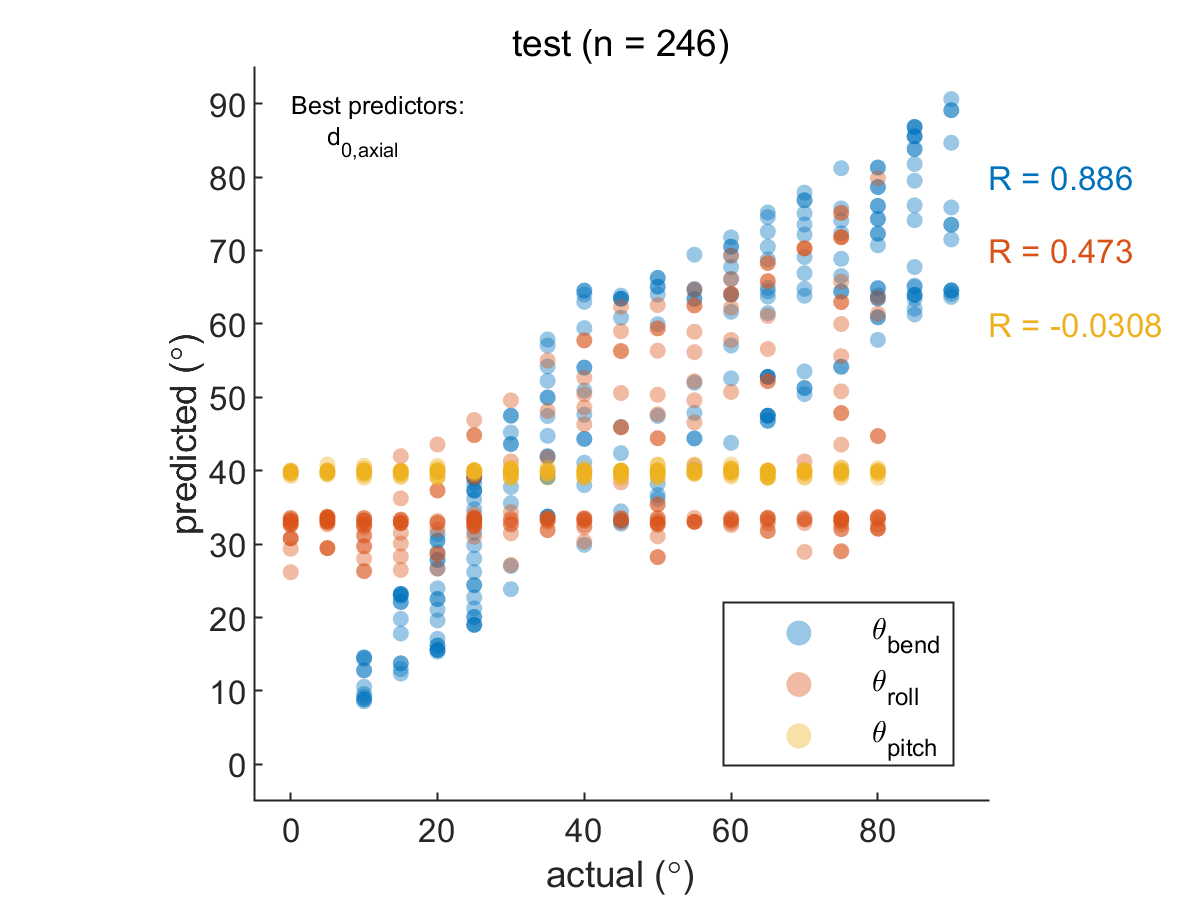 test (n = 246)
Best predictors:
d0,axial
90
80
70
60
50
40
30
20
10
0
predicted (°)
R = 0.886
R = 0.473
R = -0.0308
θbend
θroll
θpitch
0 20 40 60 80
actual (°)